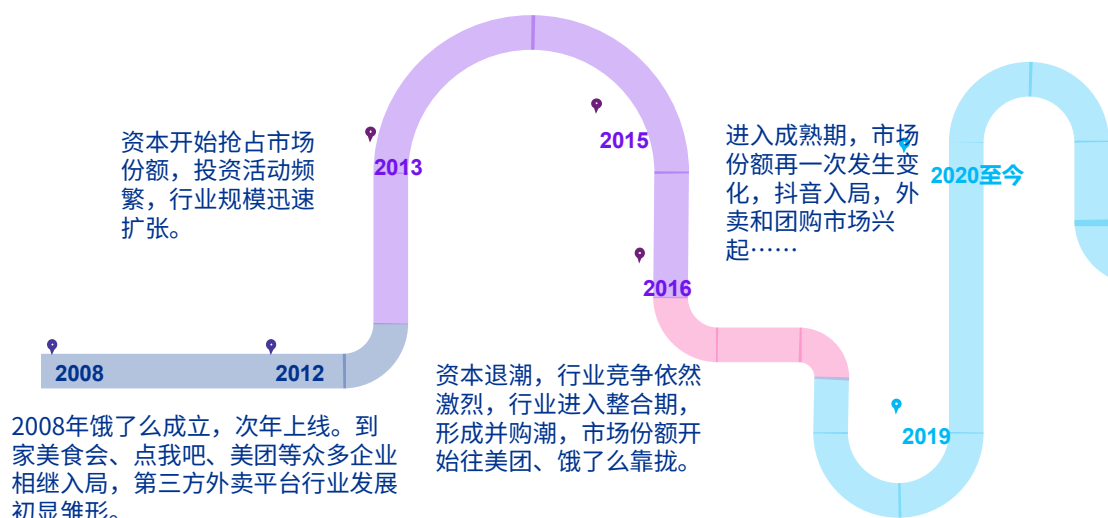 资本开始抢占市场
份额，投资活动频
繁，行业规模迅速
扩张。
2013
2015
进入成熟期，市场
份额再一次发生变
化，抖音入局，外
卖和团购市场兴
起……
2020至今
2016
2008
2012
资本退潮，行业竞争依然
激烈，行业进入整合期，
形成并购潮，市场份额开
始往美团、饿了么靠拢。
2019
2008年饿了么成立，次年上线。到
家美食会、点我吧、美团等众多企业
相继入局，第三方外卖平台行业发展
初显雏形。